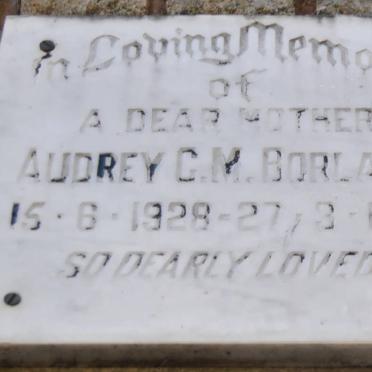 In Loving Memo
of
A DEAR MOTHER
AUDREY C.M. BORLA
15·6·1928-27·3·
SO DEARLY LOVED